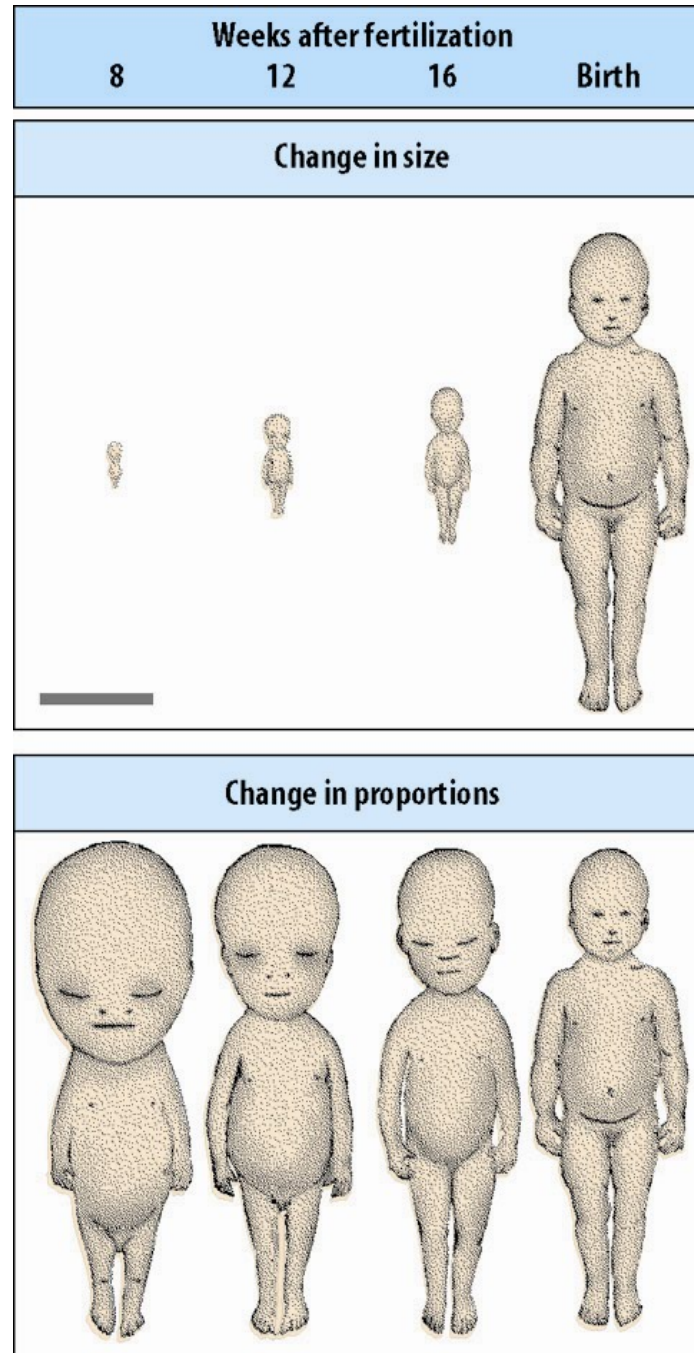 Weeks after fertilization
8 12 16 Birth
Change in size
Change in proportions